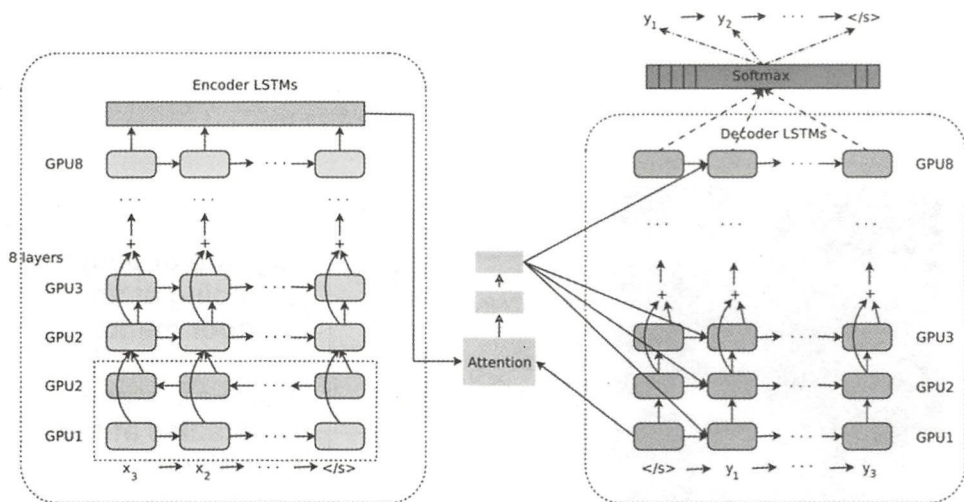 y1 y2 ... </s>
Softmax
Encoder LSTMs
Decoder LSTMs
GPU8
GPU8
... ... ...
... ... ...
+ + +
8 layers
+ + +
GPU3
GPU3
GPU2
Attention
GPU2
GPU2
GPU1
GPU1
x3 x2 ... </s>
</s> y1 ... y3